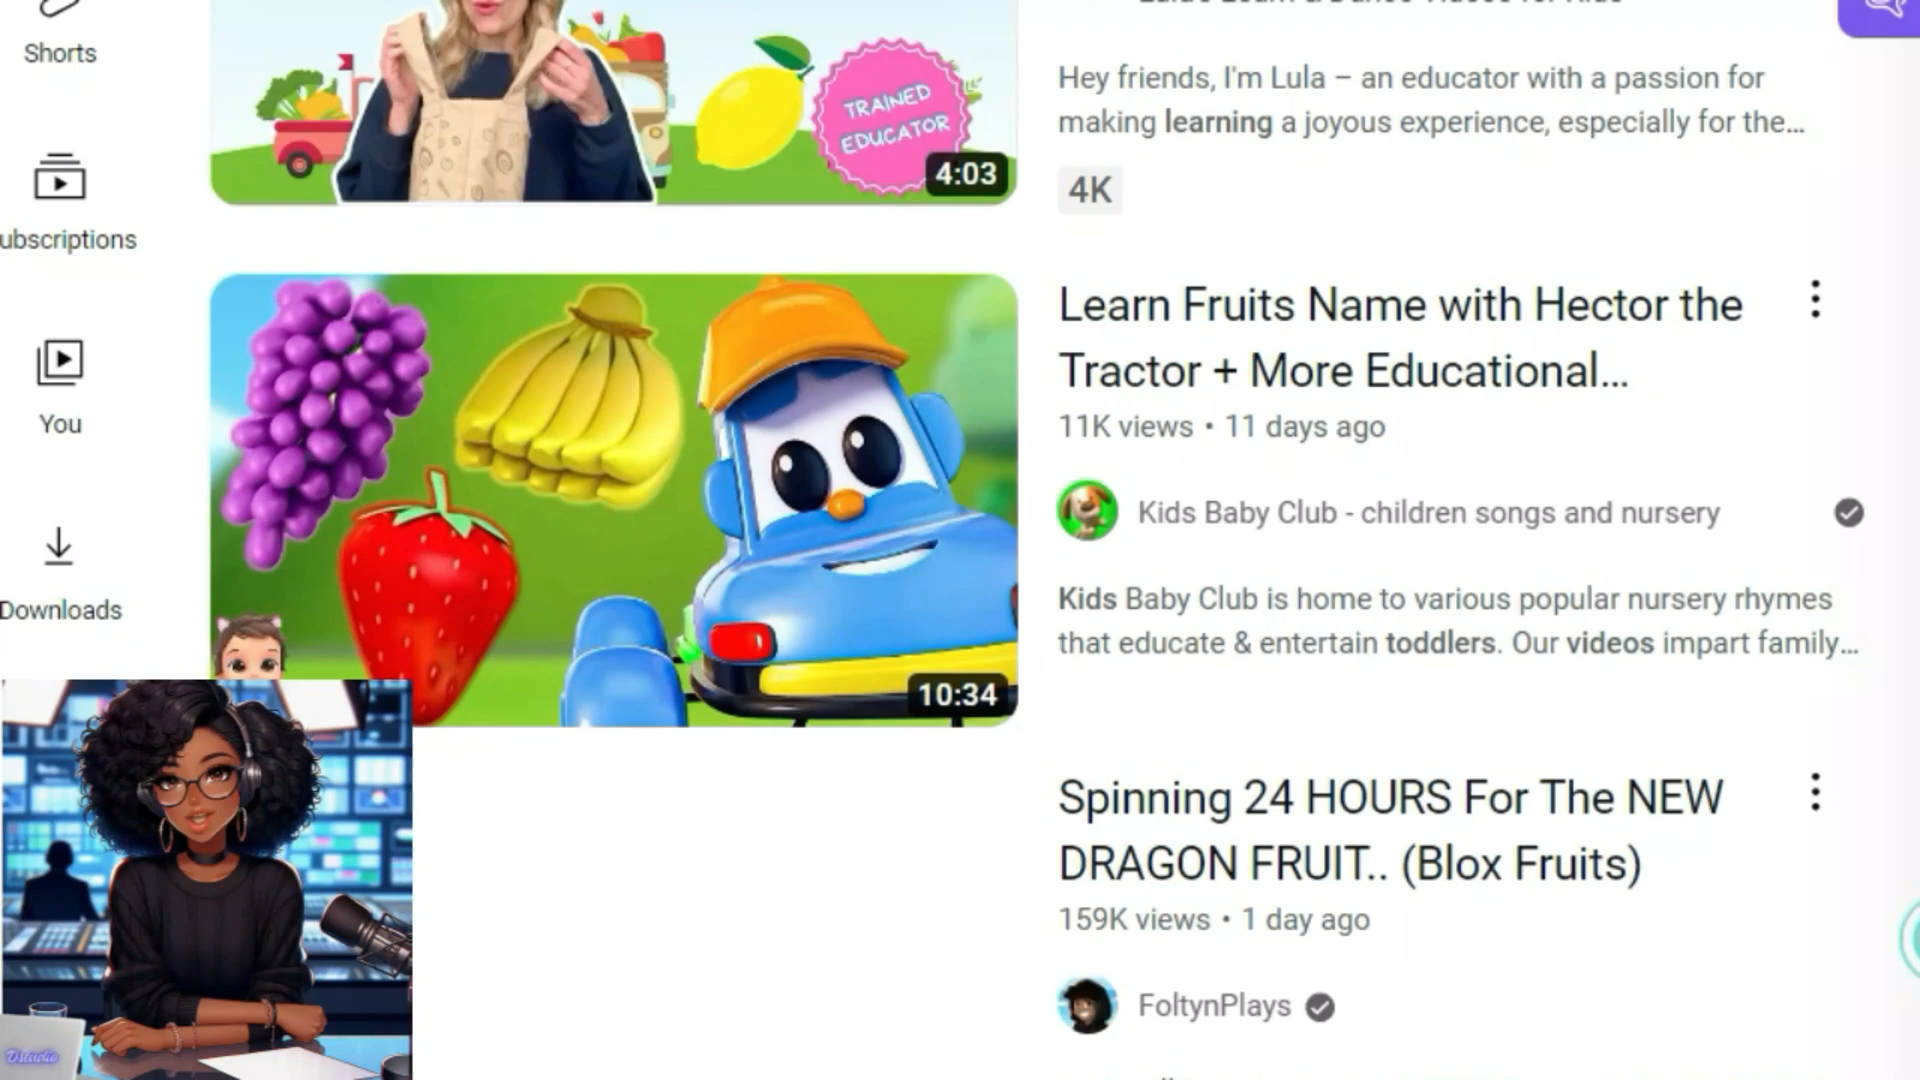 Shorts
ubscriptions
You
Downloads
TRAINED
EDUCATOR
4:03
Hey friends, I'm Lula – an educator with a passion for
making learning a joyous experience, especially for the...
4K
10:34
Learn Fruits Name with Hector the
Tractor + More Educational...
11K views • 11 days ago
Kids Baby Club - children songs and nursery
Kids Baby Club is home to various popular nursery rhymes
that educate & entertain toddlers. Our videos impart family...
Spinning 24 HOURS For The NEW
DRAGON FRUIT.. (Blox Fruits)
159K views • 1 day ago
FoltynPlays
Dstudio